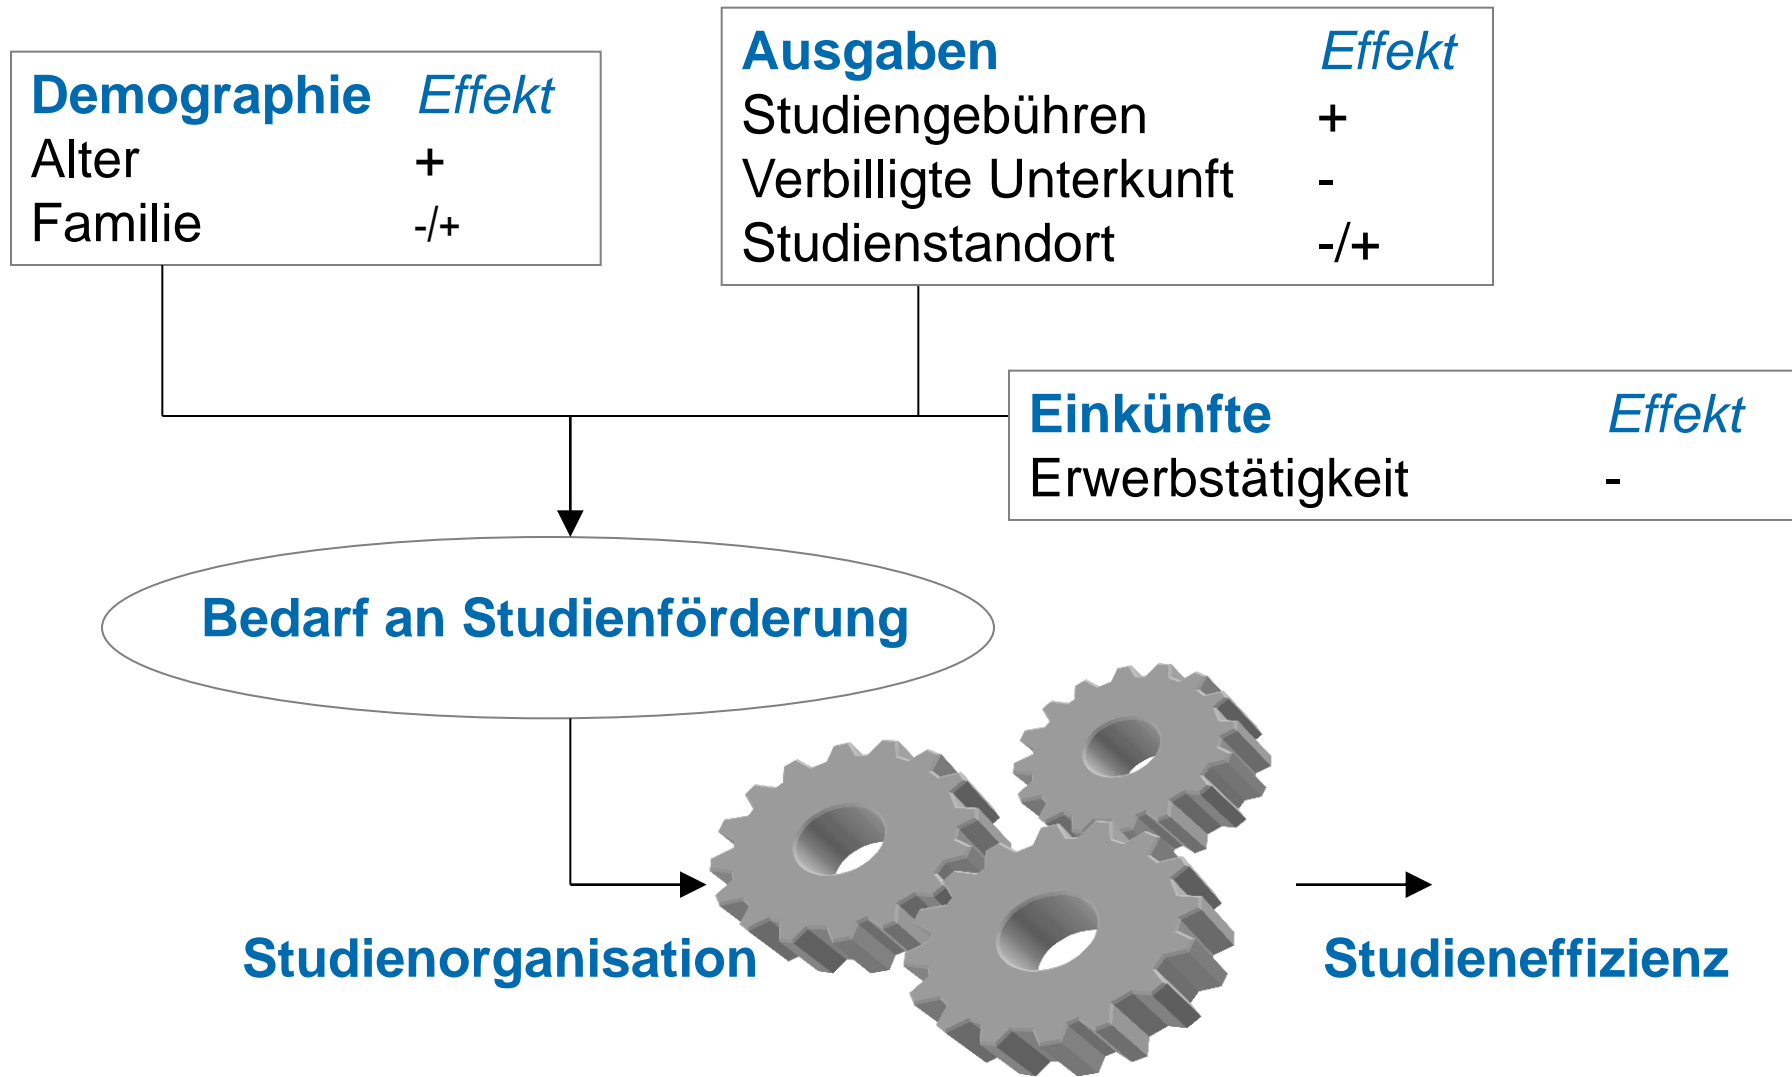 Demographie Effekt
Alter +
Familie -/+
Ausgaben Effekt
Studiengebühren +
Verbilligte Unterkunft -
Studienstandort -/+
Einkünfte Effekt
Erwerbstätigkeit -
Bedarf an Studienförderung
Studienorganisation
Studieneffizienz